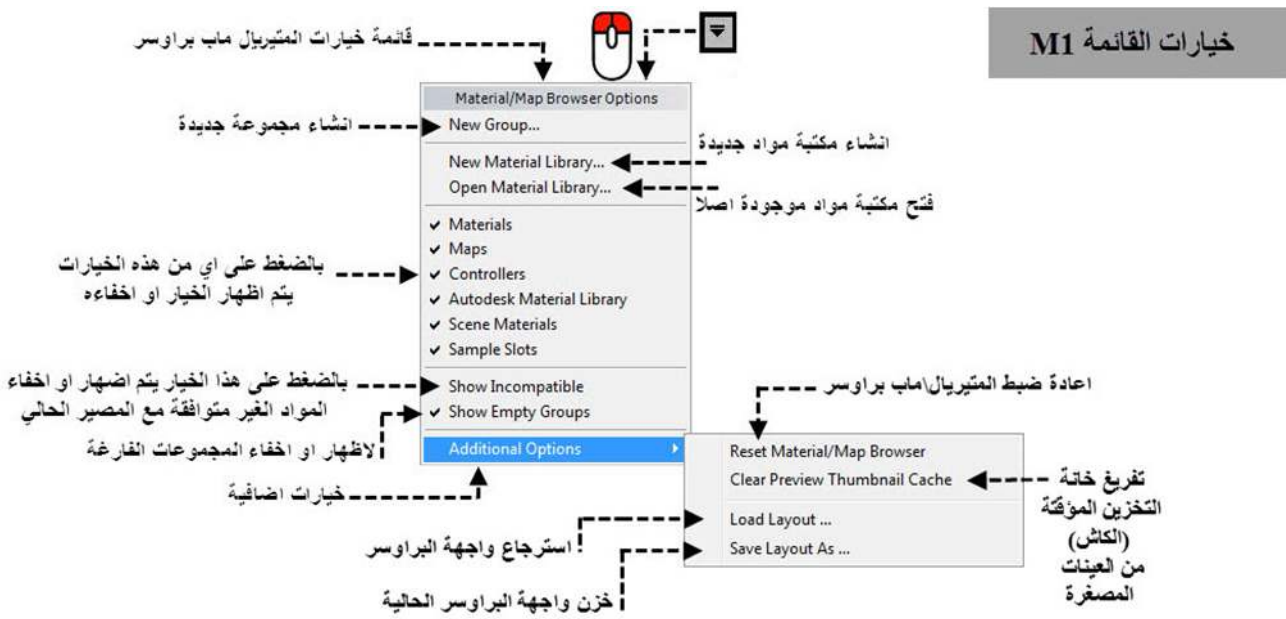 خيارات القائمة M1
قائمة خيارات المتيريال ماب براوسر
Material/Map Browser Options
انشاء مجموعة جديدة
New Group...
انشاء مكتبة مواد جديدة
New Material Library...
Open Material Library...
فتح مكتبة مواد موجودة اصلا
Materials
Maps
Controllers
Autodesk Material Library
Scene Materials
Sample Slots
بالضغط على اي من هذه الخيارات
يتم اظهار الخيار او اخفاءه
Show Incompatible
Show Empty Groups
بالضغط على هذا الخيار يتم اضهار او اخفاء
المواد الغير متوافقة مع المصير الحالي
لاظهار او اخفاء المجموعات الفارغة
Additional Options
خيارات اضافية
اعادة ضبط المتيريال\ماب براوسر
Reset Material/Map Browser
Clear Preview Thumbnail Cache
تفريغ خانة
التخزين المؤقتة
(الكاش)
من العينات
المصغرة
Load Layout ...
Save Layout As ...
استرجاع واجهة البراوسر
خزن واجهة البراوسر الحالية